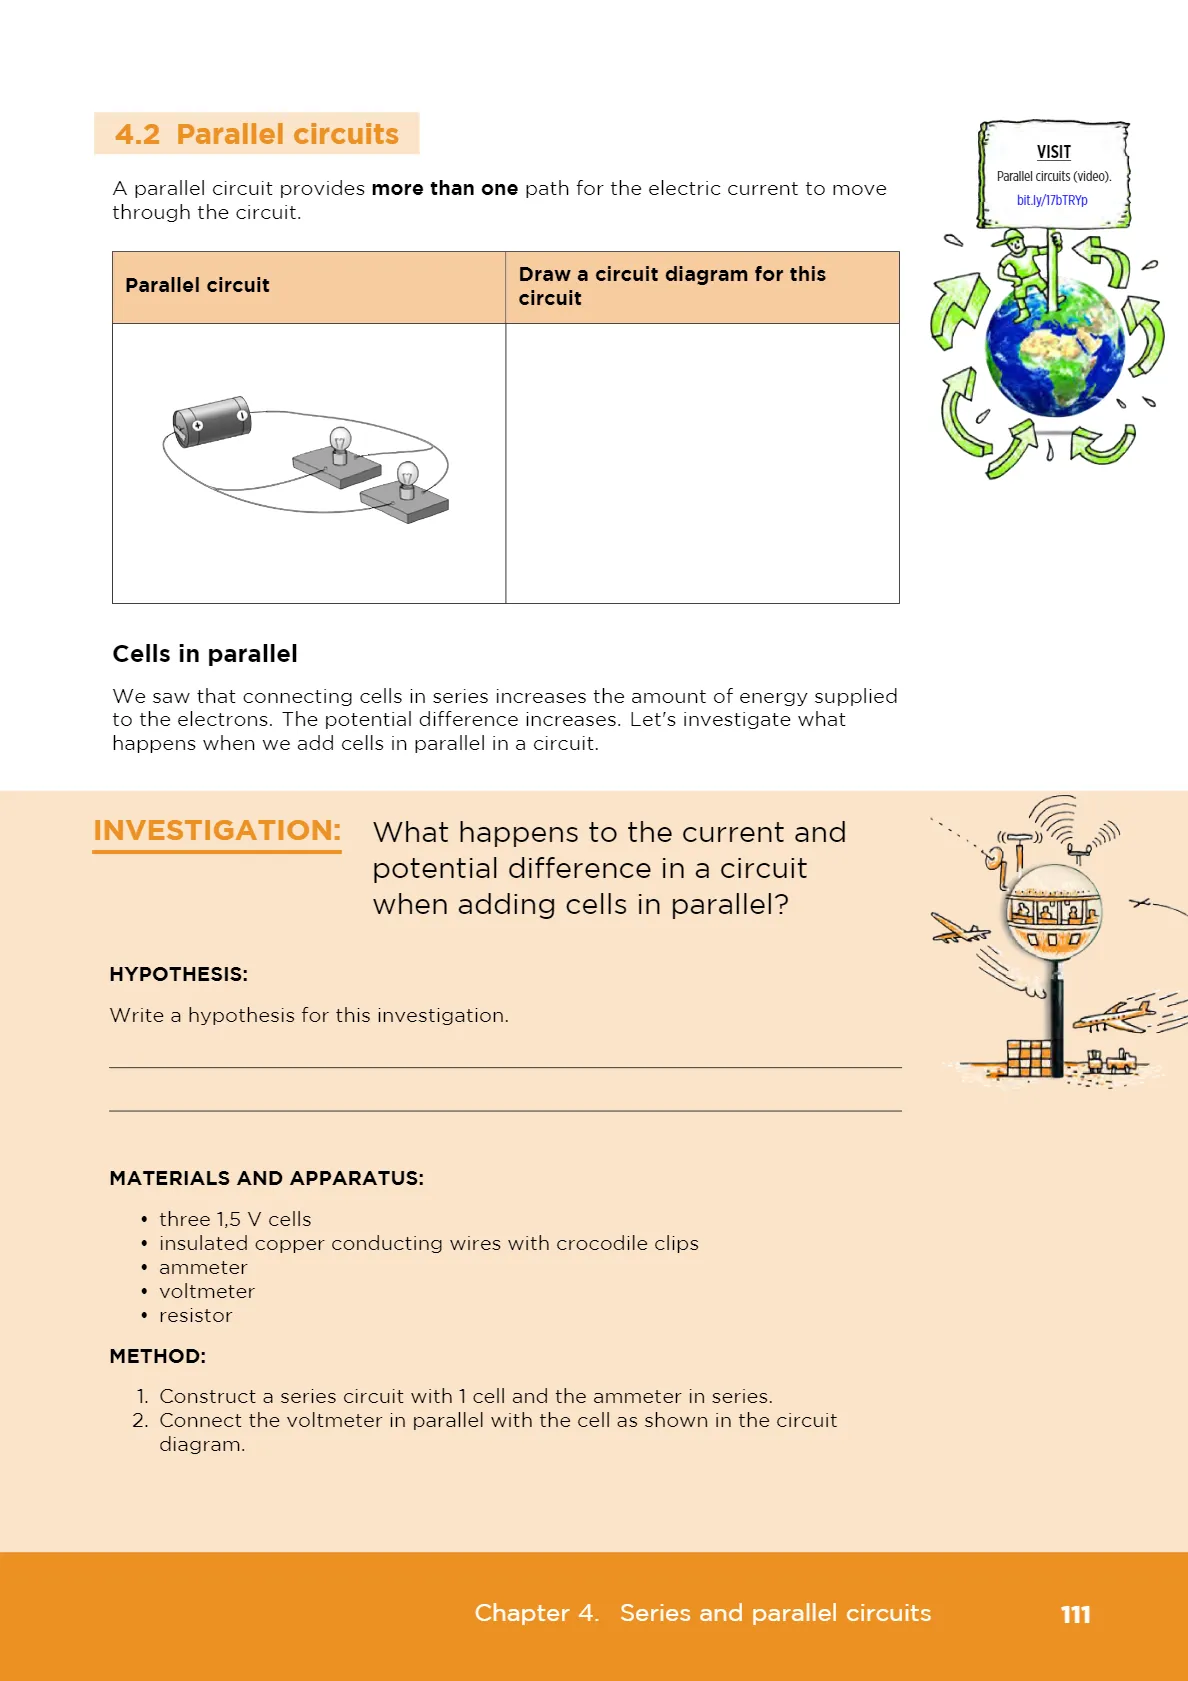 4.2 Parallel circuits
A parallel circuit provides more than one path for the electric current to move
through the circuit.
VISIT
Parallel circuits (video).
bit.ly/17bTRYp
Parallel circuit
Draw a circuit diagram for this
circuit
Cells in parallel
We saw that connecting cells in series increases the amount of energy supplied
to the electrons. The potential difference increases. Let's investigate what
happens when we add cells in parallel in a circuit.
INVESTIGATION:
What happens to the current and
potential difference in a circuit
when adding cells in parallel?
HYPOTHESIS:
Write a hypothesis for this investigation.
MATERIALS AND APPARATUS:
• three 1,5 V cells
• insulated copper conducting wires with crocodile clips
• ammeter
• voltmeter
• resistor
METHOD:
1. Construct a series circuit with 1 cell and the ammeter in series.
2. Connect the voltmeter in parallel with the cell as shown in the circuit
diagram.
Chapter 4. Series and parallel circuits
111